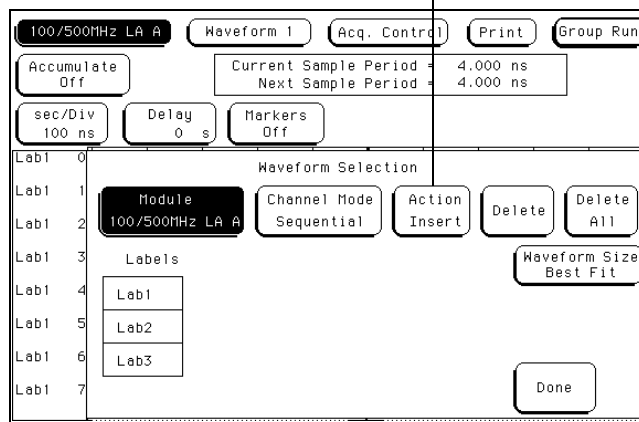 100/500MHz LA A Waveform 1 Acq. Control Print Group Run
Accumulate
Off
Current Sample Period = 4.000 ns
Next Sample Period = 4.000 ns
sec/Div
100 ns
Delay
0 s
Markers
Off
Waveform Selection
Module
100/500MHz LA A
Channel Mode
Sequential
Action
Insert
Delete
Delete
All
Labels
Lab1
Lab2
Lab3
Waveform Size
Best Fit
Done
Lab1 0
Lab1 1
Lab1 2
Lab1 3
Lab1 4
Lab1 5
Lab1 6
Lab1 7